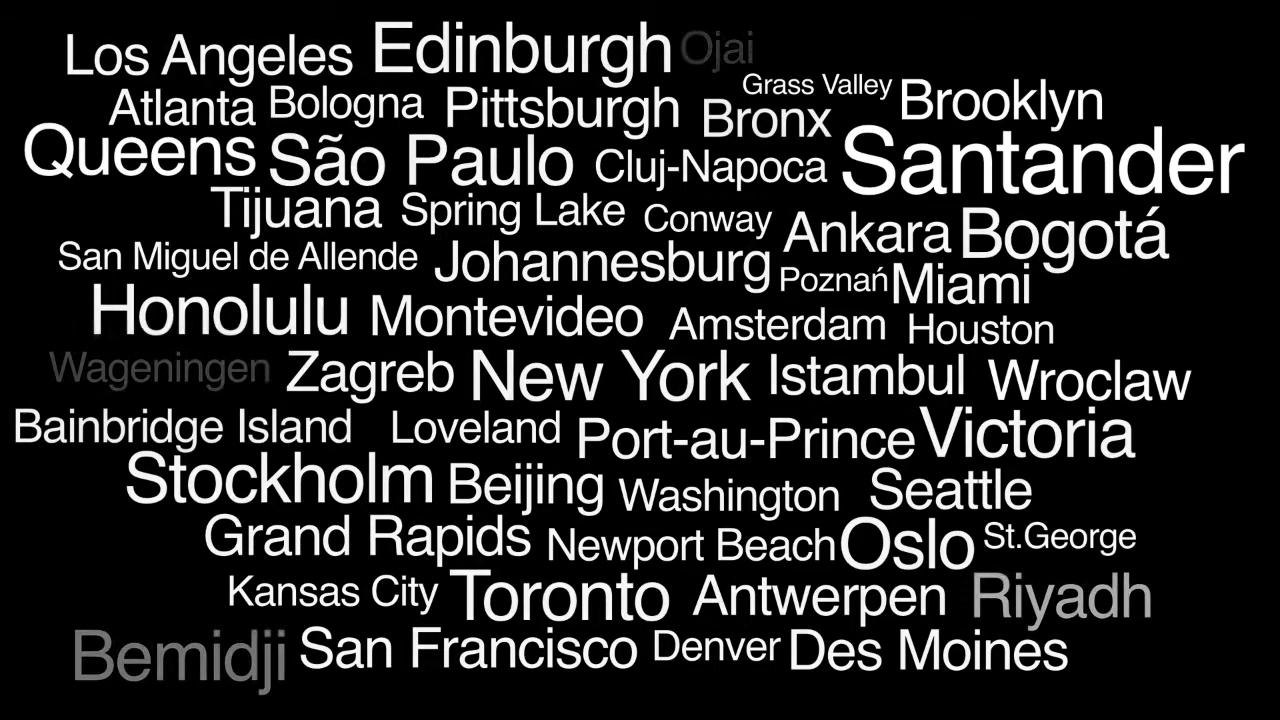 Los Angeles Edinburgh Ojai
Grass Valley Brooklyn
Atlanta Bologna Pittsburgh Bronx
Queens São Paulo Cluj-Napoca Santander
Tijuana Spring Lake Conway Ankara Bogotá
San Miguel de Allende Johannesburg Poznań Miami
Honolulu Montevideo Amsterdam Houston
Wageningen Zagreb New York Istambul Wroclaw
Bainbridge Island Loveland Port-au-Prince Victoria
Stockholm Beijing Washington Seattle
Grand Rapids Newport Beach Oslo St.George
Kansas City Toronto Antwerpen Riyadh
Bemidji San Francisco Denver Des Moines